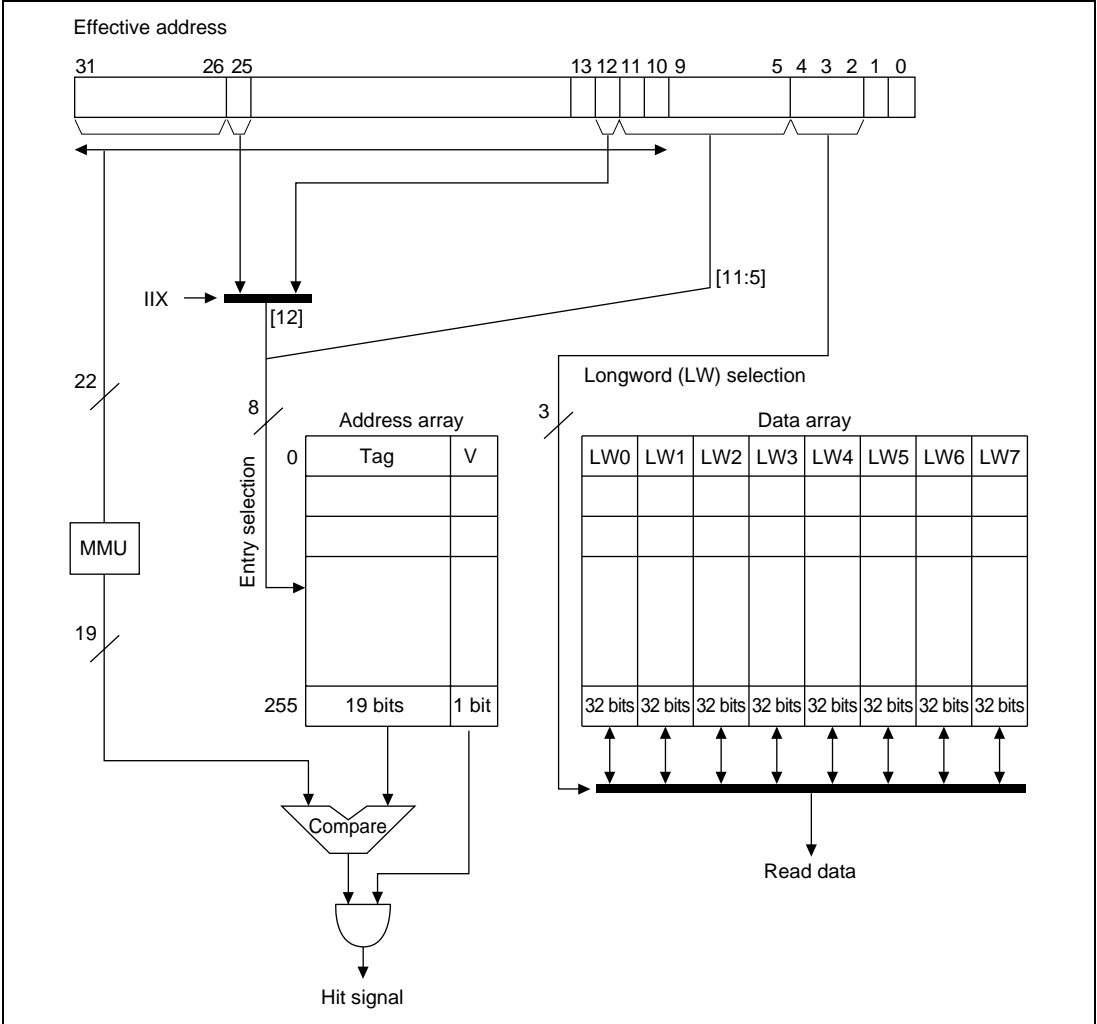 Effective address
31 26 25 13 12 11 10 9 5 4 3 2 1 0
IIX
[12]
[11:5]
22
8
3
Longword (LW) selection
Entry selection
Address array
Data array
0 Tag V
LW0 LW1 LW2 LW3 LW4 LW5 LW6 LW7
MMU
19
255 19 bits 1 bit
32 bits 32 bits 32 bits 32 bits 32 bits 32 bits 32 bits 32 bits
Compare
Read data
Hit signal